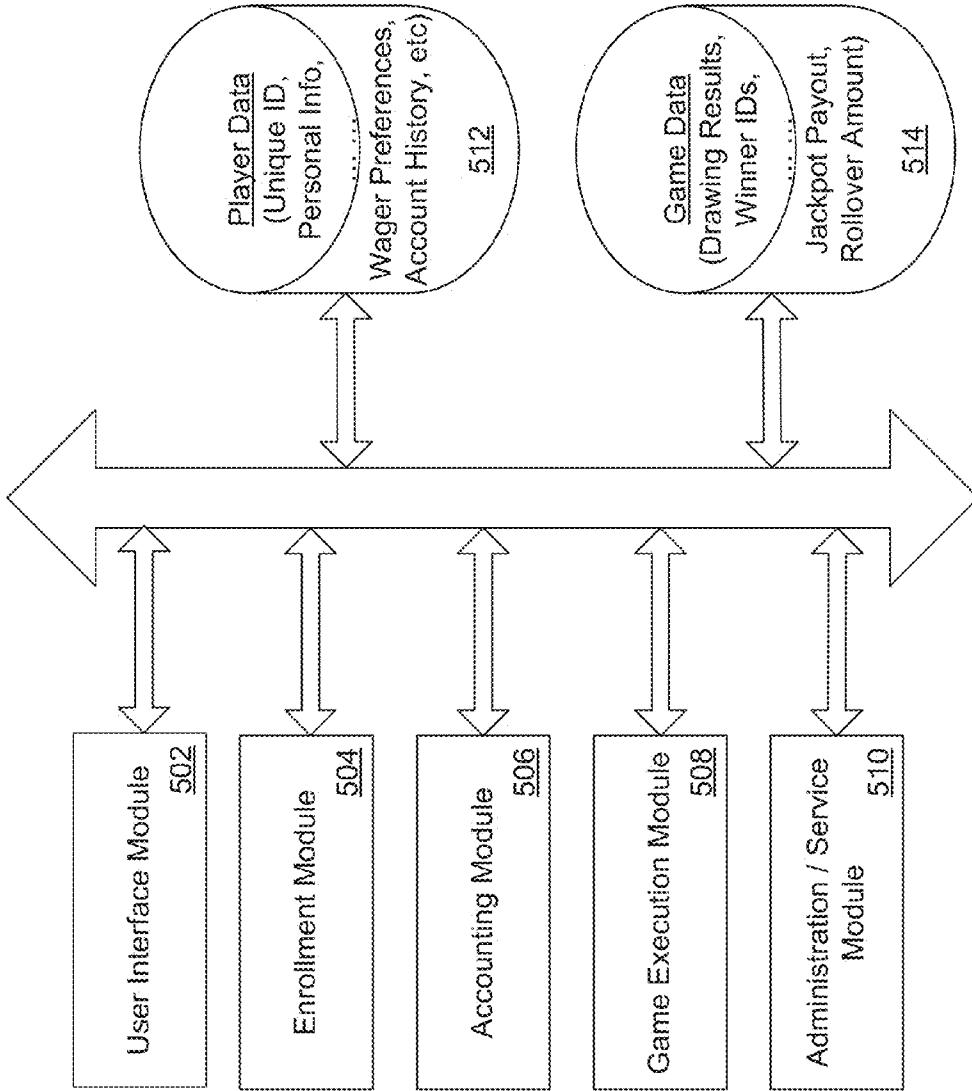 User Interface Module
502
Enrollment Module
504
Accounting Module
506
Game Execution Module
508
Administration / Service
Module
510
Player Data
(Unique ID,
Personal Info,
....
Wager Preferences,
Account History, etc)
512
Game Data
(Drawing Results,
Winner IDs,
....
Jackpot Payout,
Rollover Amount)
514